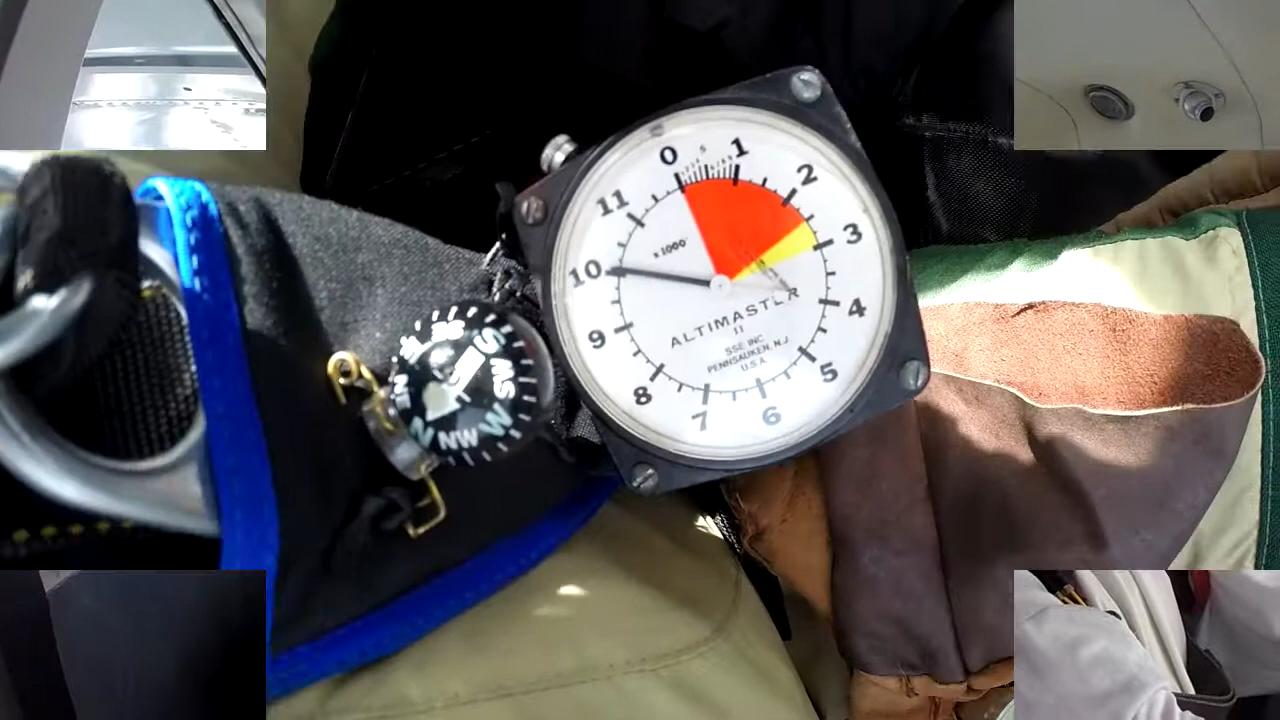 0
1
2
3
4
5
6
7
8
9
10
11
x1000'
ALTIMASTER
II
SSE INC.
PENNSAUKEN, N.J.
U.S.A.
S
SW
W
NW
N